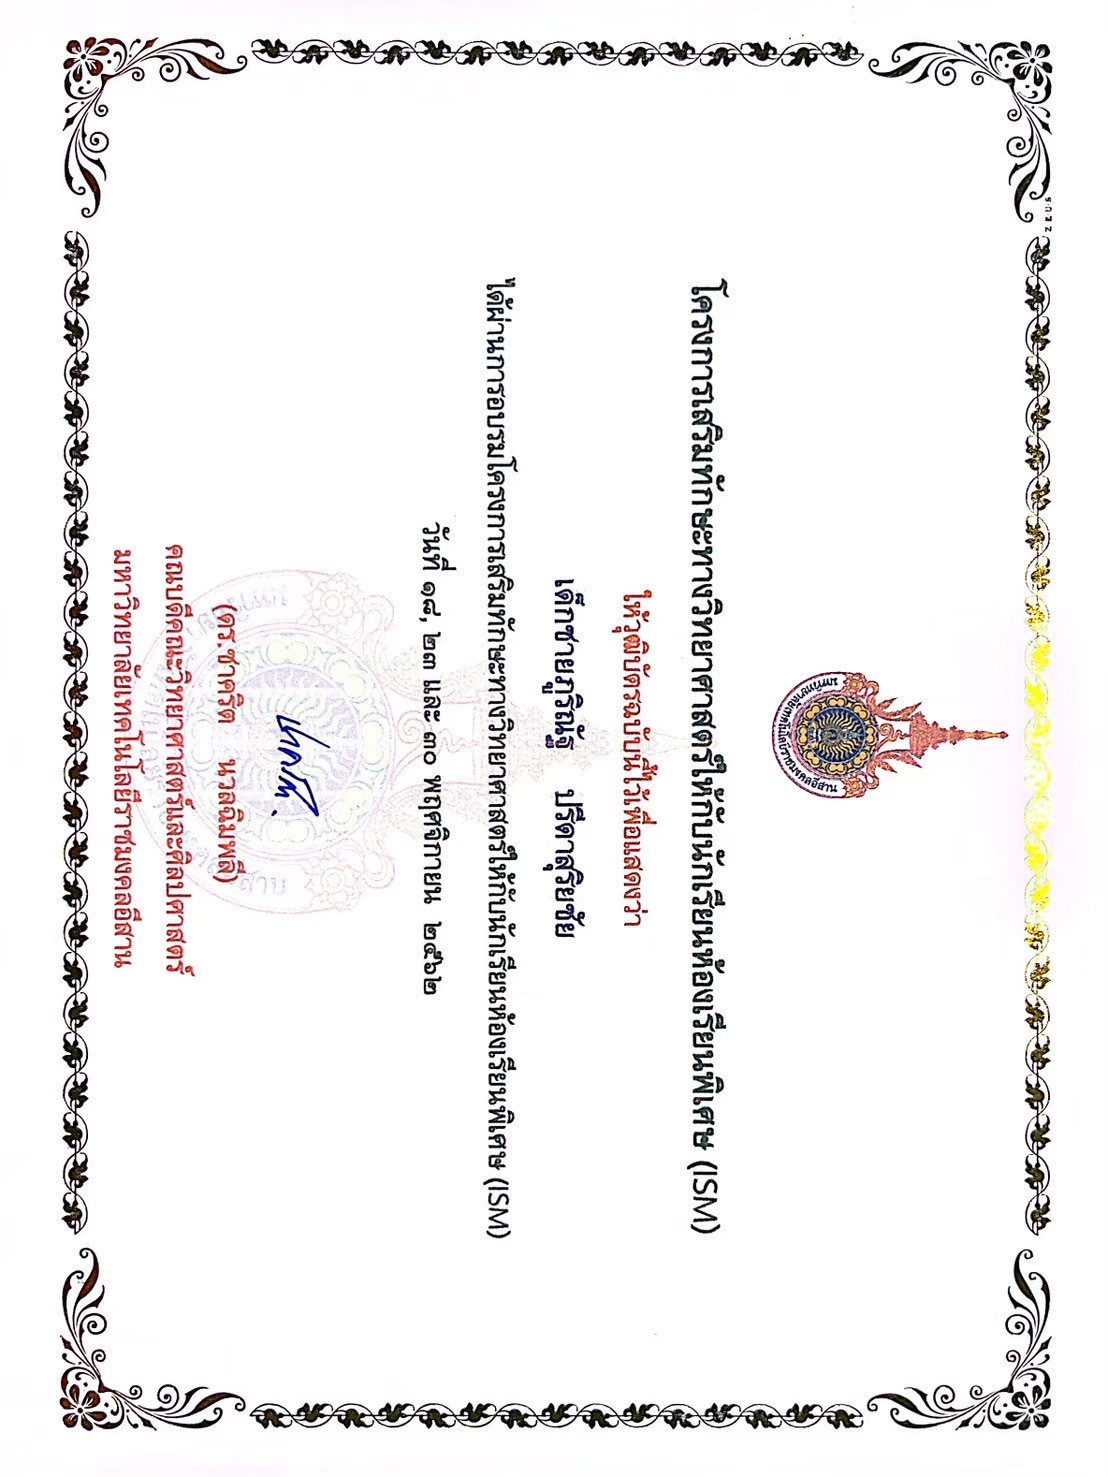 มหาวิทยาลัยเทคโนโลยีราชมงคลอีสาน
โครงการเสริมทักษะทางวิทยาศาสตร์ให้กับนักเรียนห้องเรียนพิเศษ (ISM)
ให้วุฒิบัตรฉบับนี้ไว้เพื่อแสดงว่า
เด็กชายภูริณัฐ ปรีดาสุริยชัย
ได้ผ่านการอบรมโครงการเสริมทักษะทางวิทยาศาสตร์ให้กับนักเรียนห้องเรียนพิเศษ (ISM)
วันที่ ๑๘, ๒๓ และ ๓๐ พฤศจิกายน ๒๕๖๒
ชาคริต
(ดร.ชาคริต นวลฉิมพลี)
คณบดีคณะวิทยาศาสตร์และศิลปศาสตร์
มหาวิทยาลัยเทคโนโลยีราชมงคลอีสาน